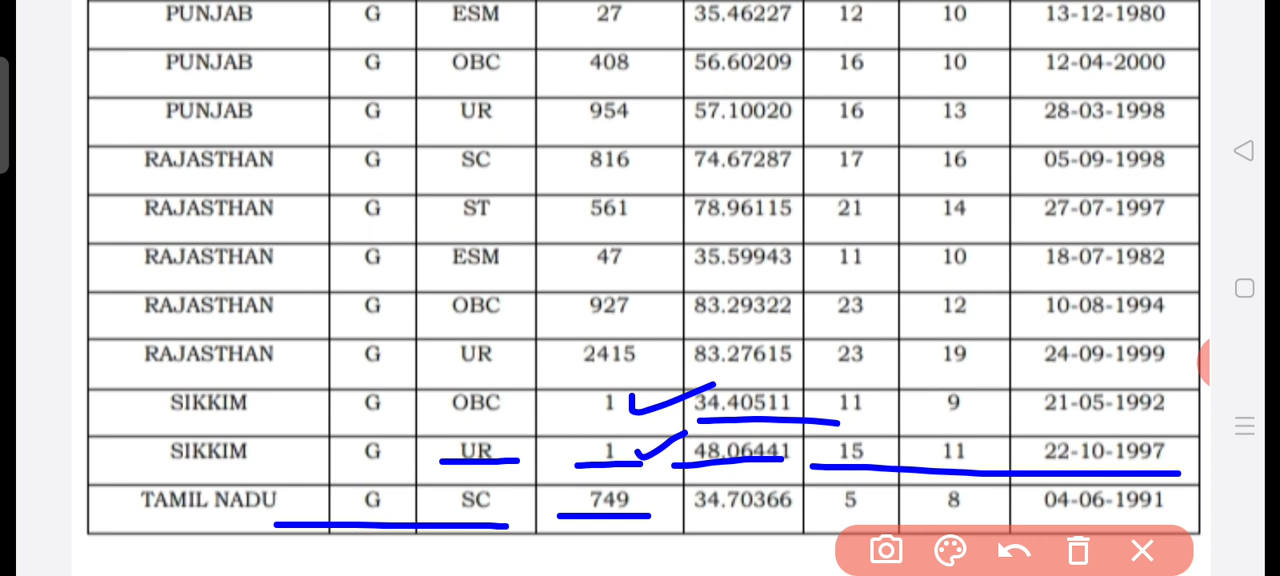 PUNJAB G ESM 27 35.46227 12 10 13-12-1980
PUNJAB G OBC 408 56.60209 16 10 12-04-2000
PUNJAB G UR 954 57.10020 16 13 28-03-1998
RAJASTHAN G SC 816 74.67287 17 16 05-09-1998
RAJASTHAN G ST 561 78.96115 21 14 27-07-1997
RAJASTHAN G ESM 47 35.59943 11 10 18-07-1982
RAJASTHAN G OBC 927 83.29322 23 12 10-08-1994
RAJASTHAN G UR 2415 83.27615 23 19 24-09-1999
SIKKIM G OBC 1 34.40511 11 9 21-05-1992
SIKKIM G UR 1 48.06441 15 11 22-10-1997
TAMIL NADU G SC 749 34.70366 5 8 04-06-1991